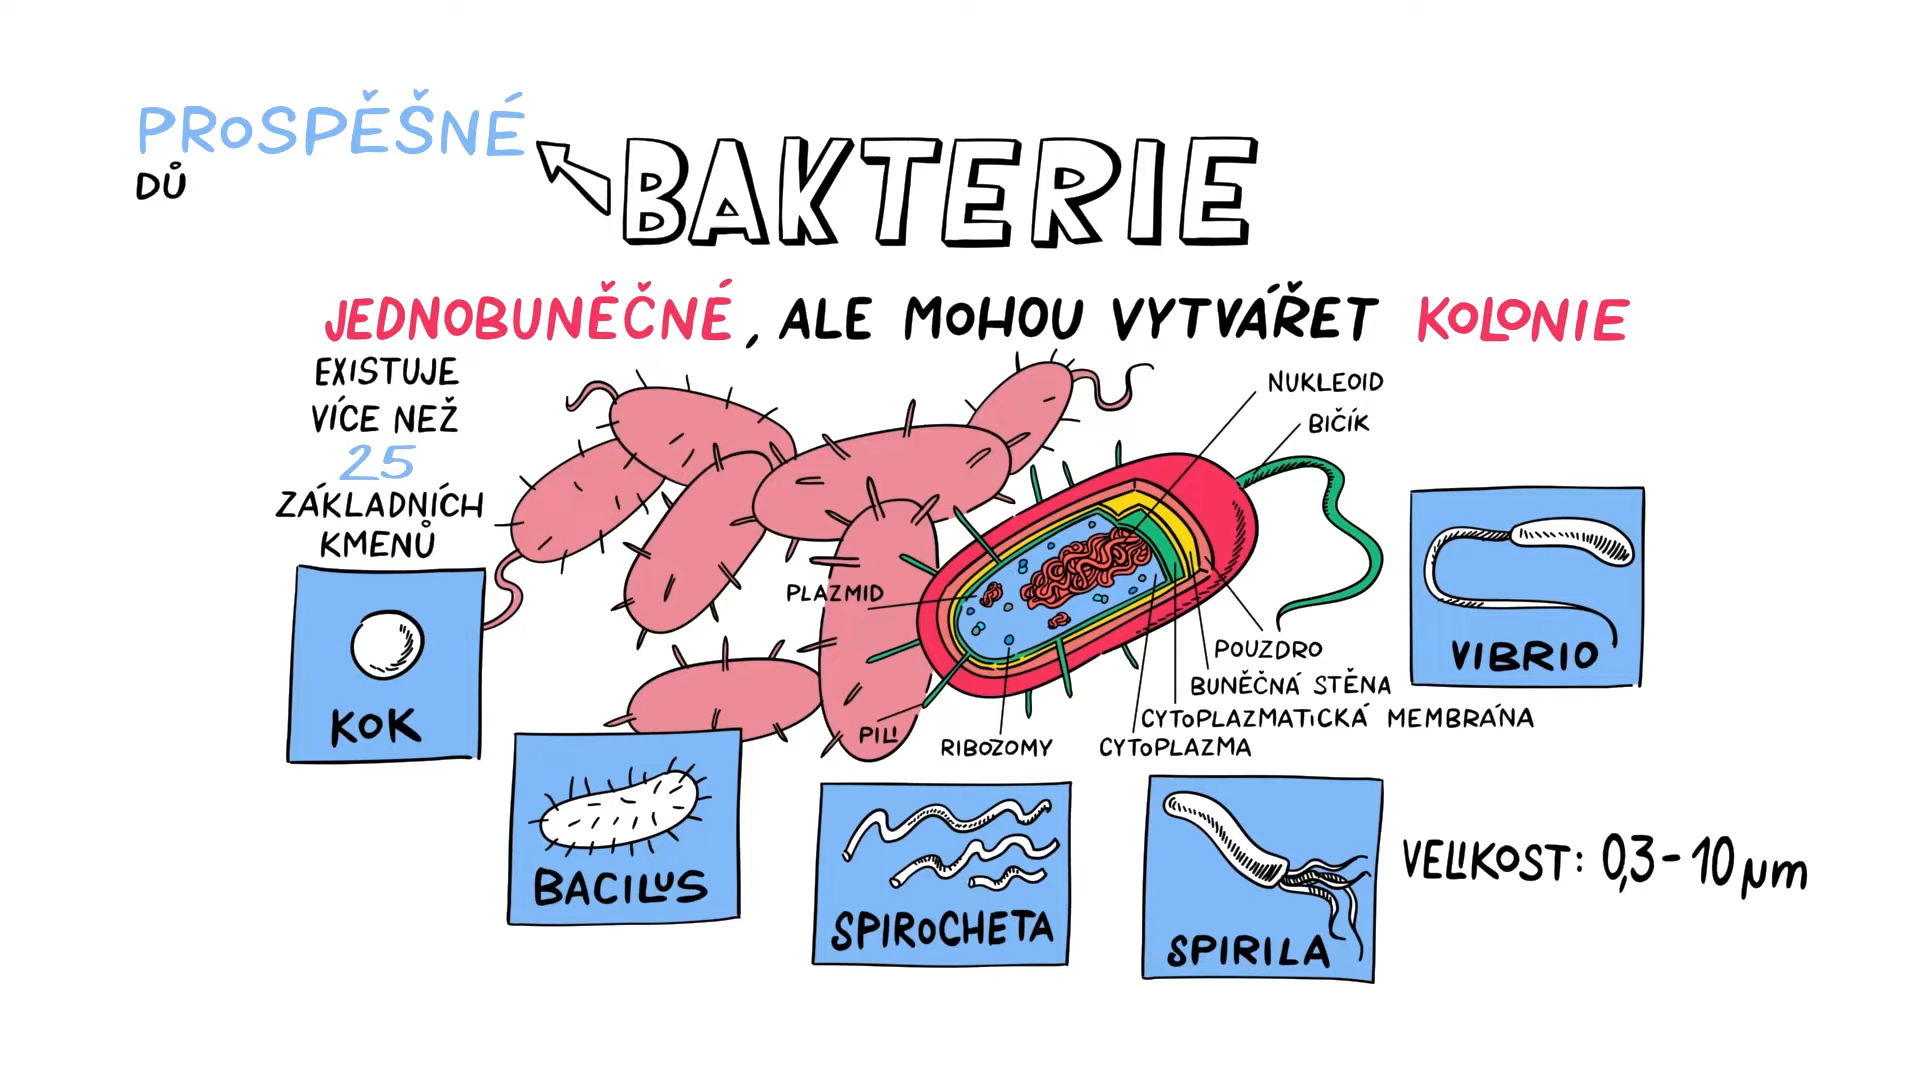 PROSPĚŠNÉ
DŮ
BAKTERIE
JEDNOBUNĚČNÉ, ALE MOHOU VYTVÁŘET KOLONIE
EXISTUJE
VÍCE NEŽ
25
ZÁKLADNÍCH
KMENŮ
NUKLEOID
BIČÍK
PLAZMID
POUZDRO
BUNĚČNÁ STĚNA
CYTOPLAZMATICKÁ MEMBRÁNA
CYTOPLAZMA
RIBOZOMY
PILI
KOK
BACILUS
SPIROCHETA
SPIRILA
VIBRIO
VELIKOST: 0,3-10 μm